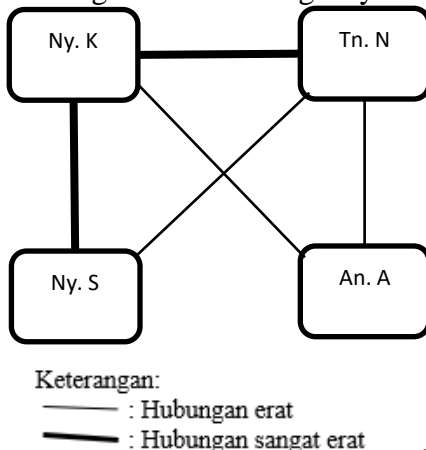 Ny. K
Tn. N
Ny. S
An. A
Keterangan:
: Hubungan erat
: Hubungan sangat erat